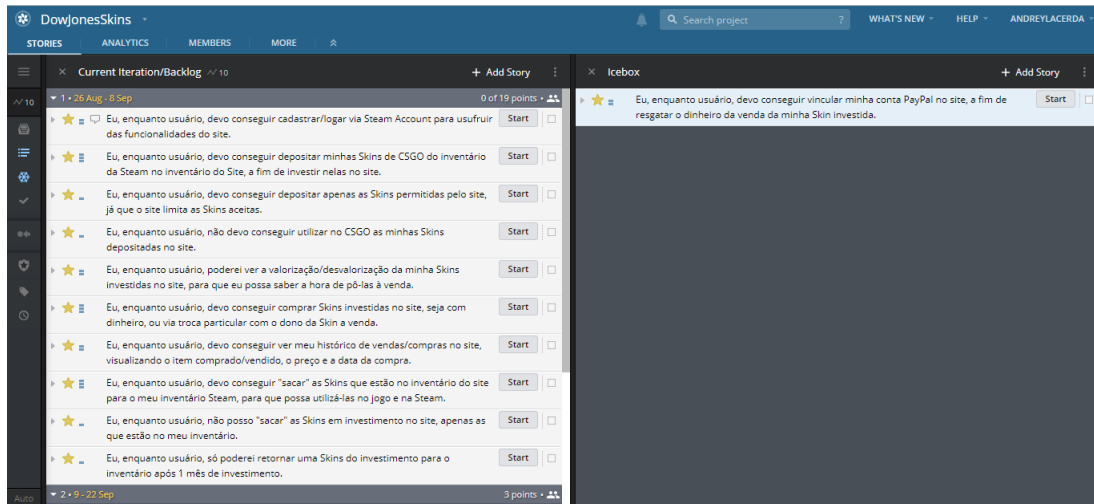 DowJonesSkins
Search project
?
WHAT'S NEW
HELP
ANDREYLACERDA
STORIES
ANALYTICS
MEMBERS
MORE
× Current Iteration/Backlog 10
+ Add Story
1 • 26 Aug - 8 Sep
0 of 19 points •
Eu, enquanto usuário, devo conseguir cadastrar/logar via Steam Account para usufruir
das funcionalidades do site.
Start
Eu, enquanto usuário, devo conseguir depositar minhas Skins de CSGO do inventário
da Steam no inventário do Site, a fim de investir nelas no site.
Start
Eu, enquanto usuário, devo conseguir depositar apenas as Skins permitidas pelo site,
já que o site limita as Skins aceitas.
Start
Eu, enquanto usuário, não devo conseguir utilizar no CSGO as minhas Skins
depositadas no site.
Start
Eu, enquanto usuário, poderei ver a valorização/desvalorização da minha Skins
investidas no site, para que eu possa saber a hora de pô-las à venda.
Start
Eu, enquanto usuário, devo conseguir comprar Skins investidas no site, seja com
dinheiro, ou via troca particular com o dono da Skin a venda.
Start
Eu, enquanto usuário, devo conseguir ver meu histórico de vendas/compras no site,
visualizando o item comprado/vendido, o preço e a data da compra.
Start
Eu, enquanto usuário, devo conseguir "sacar" as Skins que estão no inventário do site
para o meu inventário Steam, para que possa utilizá-las no jogo e na Steam.
Start
Eu, enquanto usuário, não posso "sacar" as Skins em investimento no site, apenas as
que estão no meu inventário.
Start
Eu, enquanto usuário, só poderei retornar uma Skins do investimento para o
inventário após 1 mês de investimento.
Start
2 • 9 - 22 Sep
3 points •
× Icebox
+ Add Story
Eu, enquanto usuário, devo conseguir vincular minha conta PayPal no site, a fim de
resgatar o dinheiro da venda da minha Skin investida.
Start
10
Auto